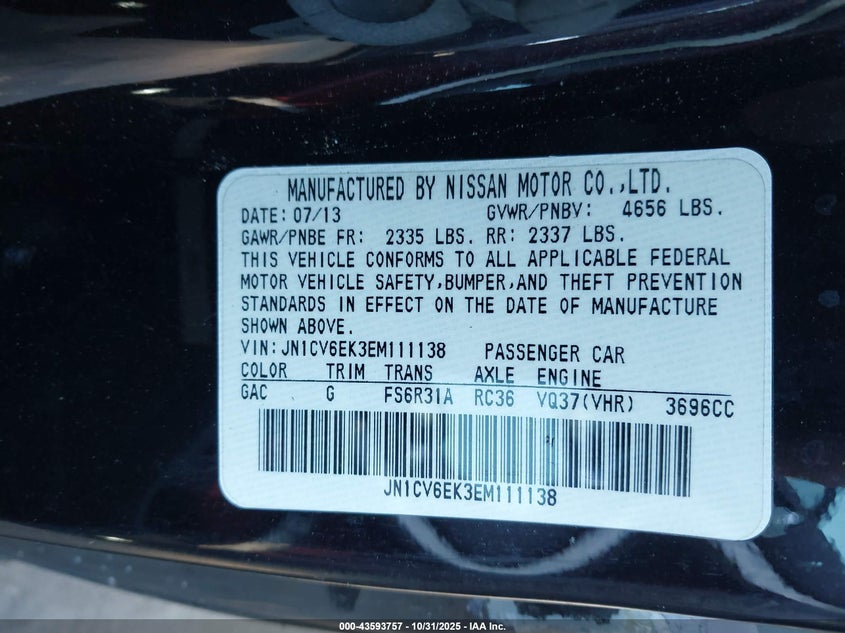 MANUFACTURED BY NISSAN MOTOR CO.,LTD.
DATE: 07/13 GVWR/PNBV: 4656 LBS.
GAWR/PNBE FR: 2335 LBS. RR: 2337 LBS.
THIS VEHICLE CONFORMS TO ALL APPLICABLE FEDERAL
MOTOR VEHICLE SAFETY,BUMPER,AND THEFT PREVENTION
STANDARDS IN EFFECT ON THE DATE OF MANUFACTURE
SHOWN ABOVE.
VIN: JN1CV6EK3EM111138 PASSENGER CAR
COLOR TRIM TRANS AXLE ENGINE
GAC G FS6R31A RC36 VQ37(VHR) 3696CC
JN1CV6EK3EM111138
000-43593757 - 10/31/2025 - IAA Inc.